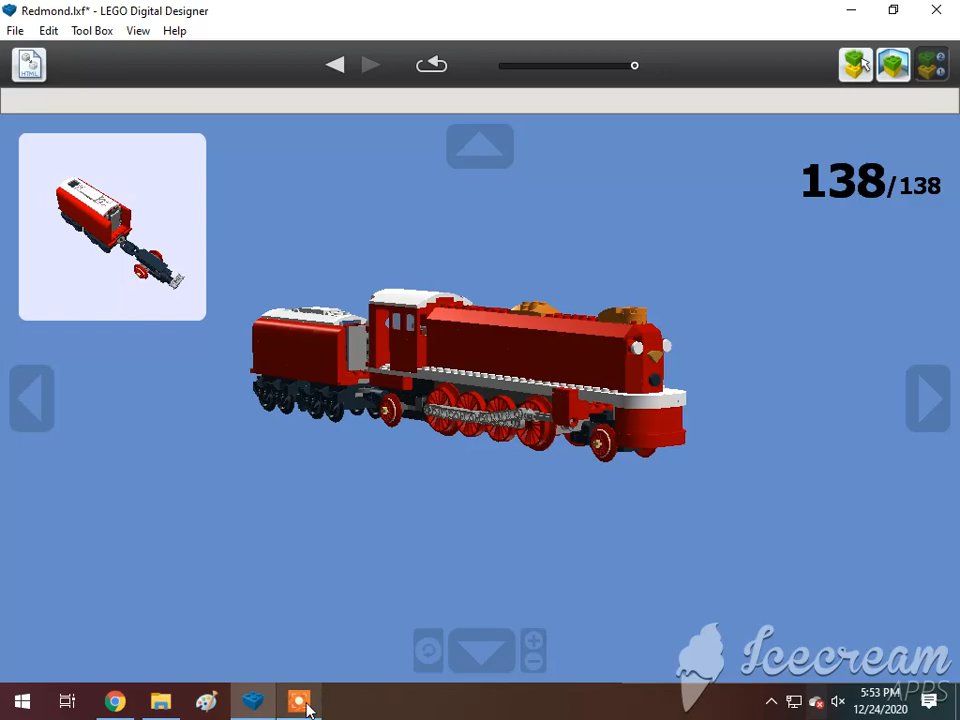 Redmond.lxf* - LEGO Digital Designer
File Edit Tool Box View Help
HTML
138/138
Icecream
APPS
5:53 PM
12/24/2020